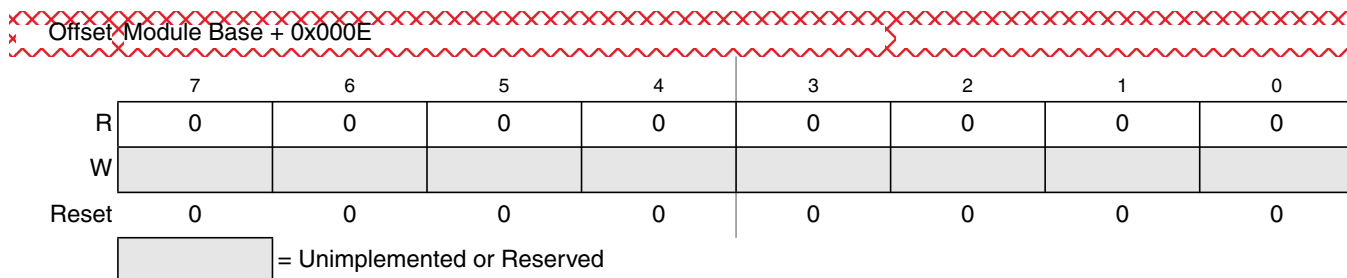 Offset Module Base + 0x000E
7 6 5 4 3 2 1 0
R 0 0 0 0 0 0 0 0
W
Reset 0 0 0 0 0 0 0 0
= Unimplemented or Reserved